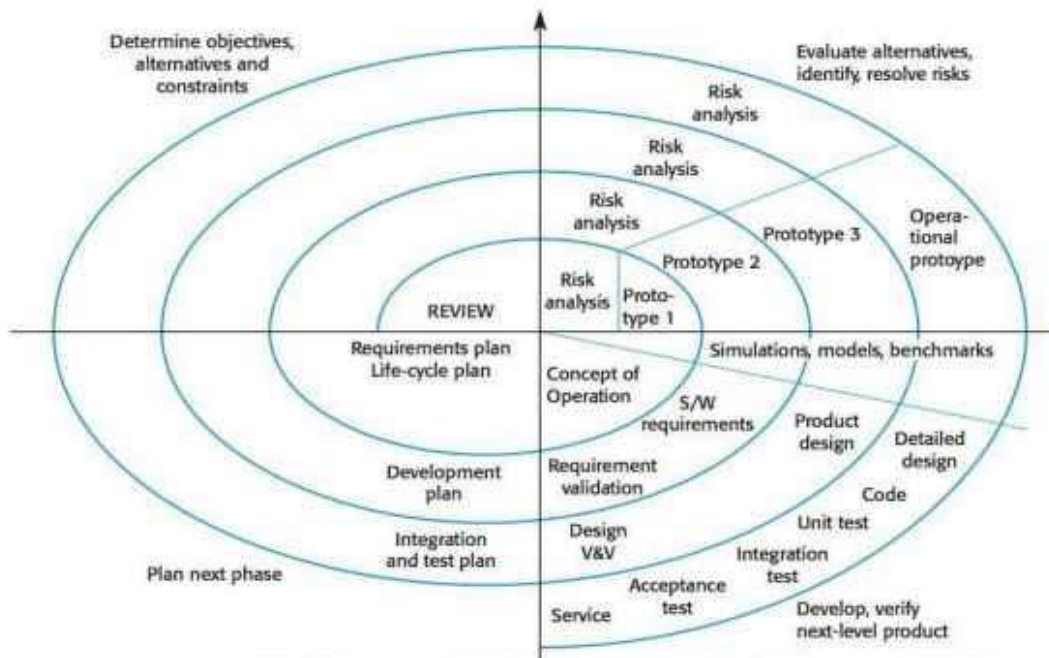 Determine objectives,
alternatives and
constraints
Evaluate alternatives,
identify, resolve risks
Risk
analysis
Risk
analysis
Risk
analysis
Opera-
tional
protoype
Prototype 3
Prototype 2
Risk
analysis
Proto-
type 1
REVIEW
Requirements plan
Life-cycle plan
Simulations, models, benchmarks
Concept of
Operation
S/W
requirements
Product
design
Detailed
design
Development
plan
Requirement
validation
Code
Unit test
Integration
and test plan
Design
V&V
Integration
test
Plan next phase
Acceptance
test
Service
Develop, verify
next-level product